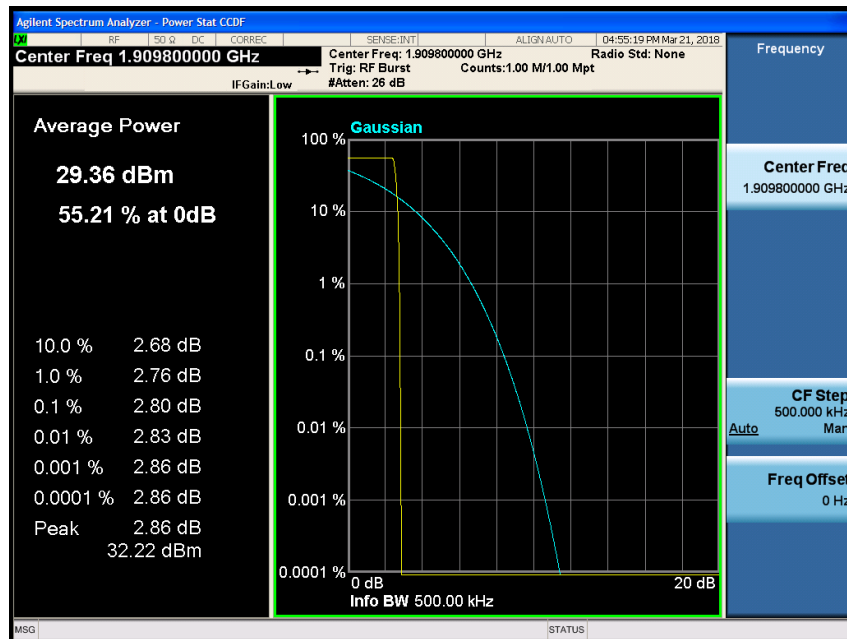 Agilent Spectrum Analyzer - Power Stat CCDF
LXI RF 50 Ω DC CORREC SENSE:INT ALIGN AUTO 04:55:19 PM Mar 21, 2018
Center Freq 1.909800000 GHz
Center Freq: 1.909800000 GHz Radio Std: None
Trig: RF Burst Counts:1.00 M/1.00 Mpt
IFGain:Low #Atten: 26 dB
Average Power
29.36 dBm
55.21 % at 0dB
10.0 % 2.68 dB
1.0 % 2.76 dB
0.1 % 2.80 dB
0.01 % 2.83 dB
0.001 % 2.86 dB
0.0001 % 2.86 dB
Peak 2.86 dB
32.22 dBm
Gaussian
100 %
10 %
1 %
0.1 %
0.01 %
0.001 %
0.0001 %
0 dB 20 dB
Info BW 500.00 kHz
Frequency
Center Freq
1.909800000 GHz
CF Step
500.000 kHz
Auto Man
Freq Offset
0 Hz
MSG STATUS